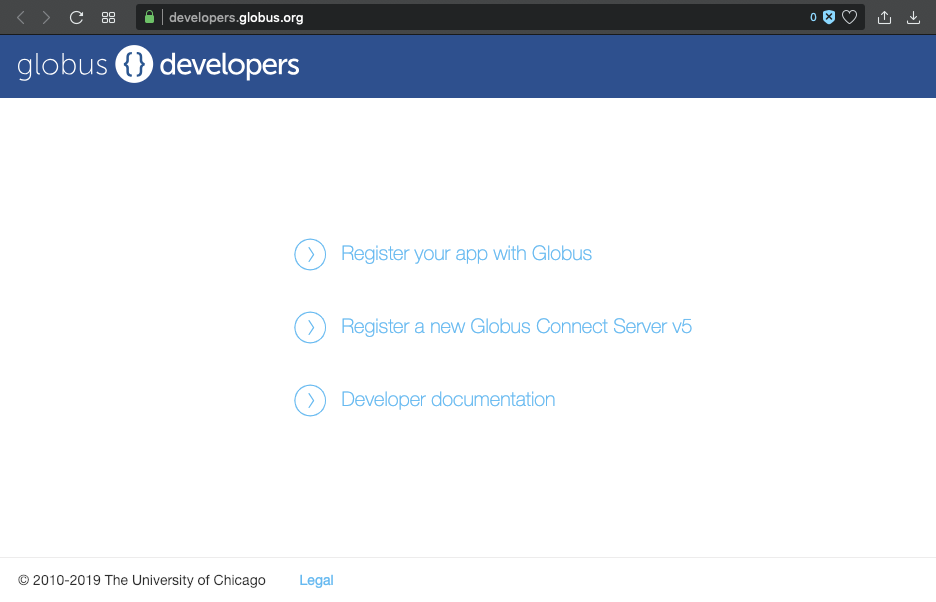 developers.globus.org
0
globus {} developers
Register your app with Globus
Register a new Globus Connect Server v5
Developer documentation
© 2010-2019 The University of Chicago Legal